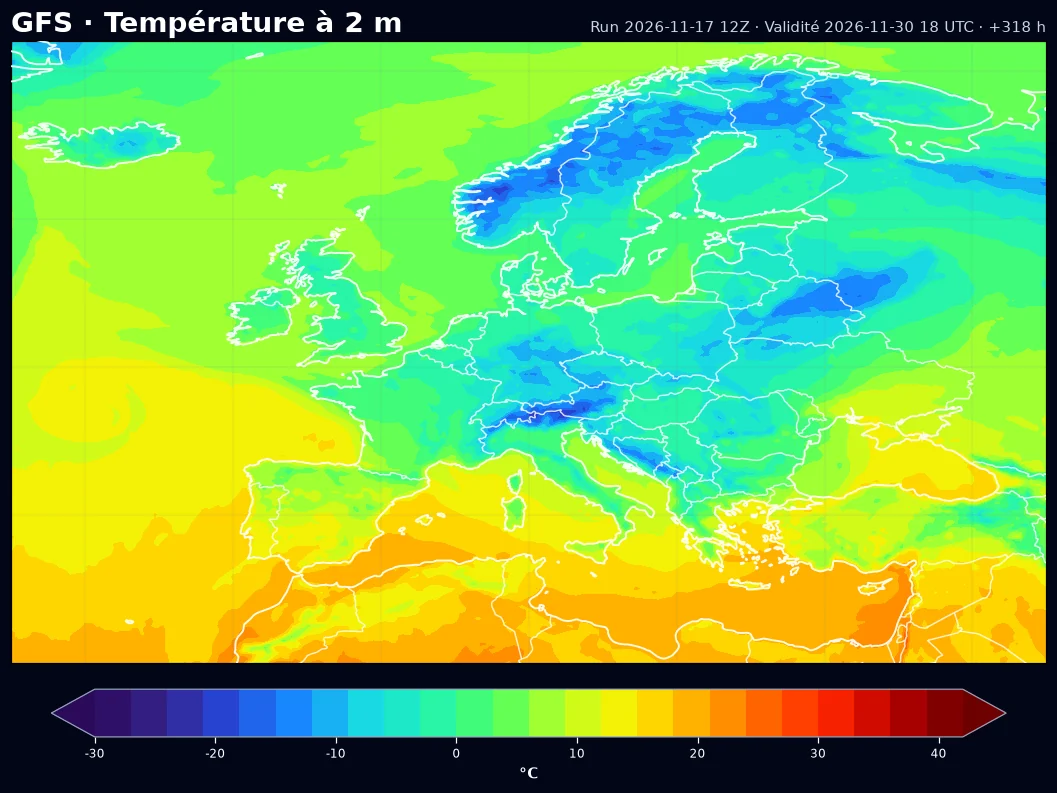 GFS · Température à 2 m
Run 2026-11-17 12Z · Validité 2026-11-30 18 UTC · +318 h
-30 -20 -10 0 10 20 30 40
°C